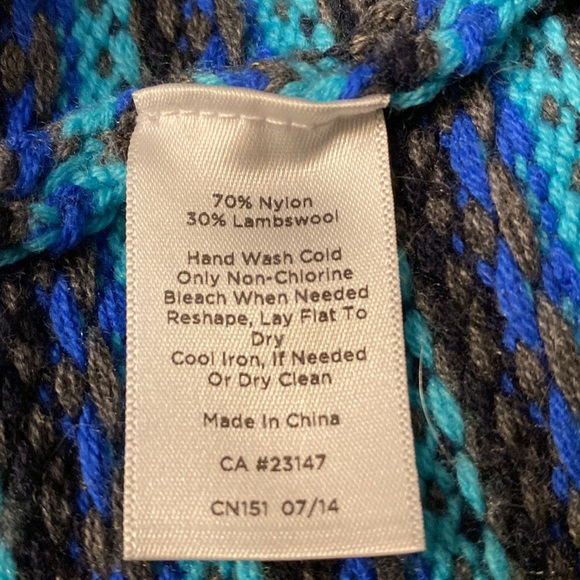 70% Nylon
30% Lambswool
Hand Wash Cold
Only Non-Chlorine
Bleach When Needed
Reshape, Lay Flat To
Dry
Cool Iron, If Needed
Or Dry Clean
Made In China
CA #23147
CN151 07/14